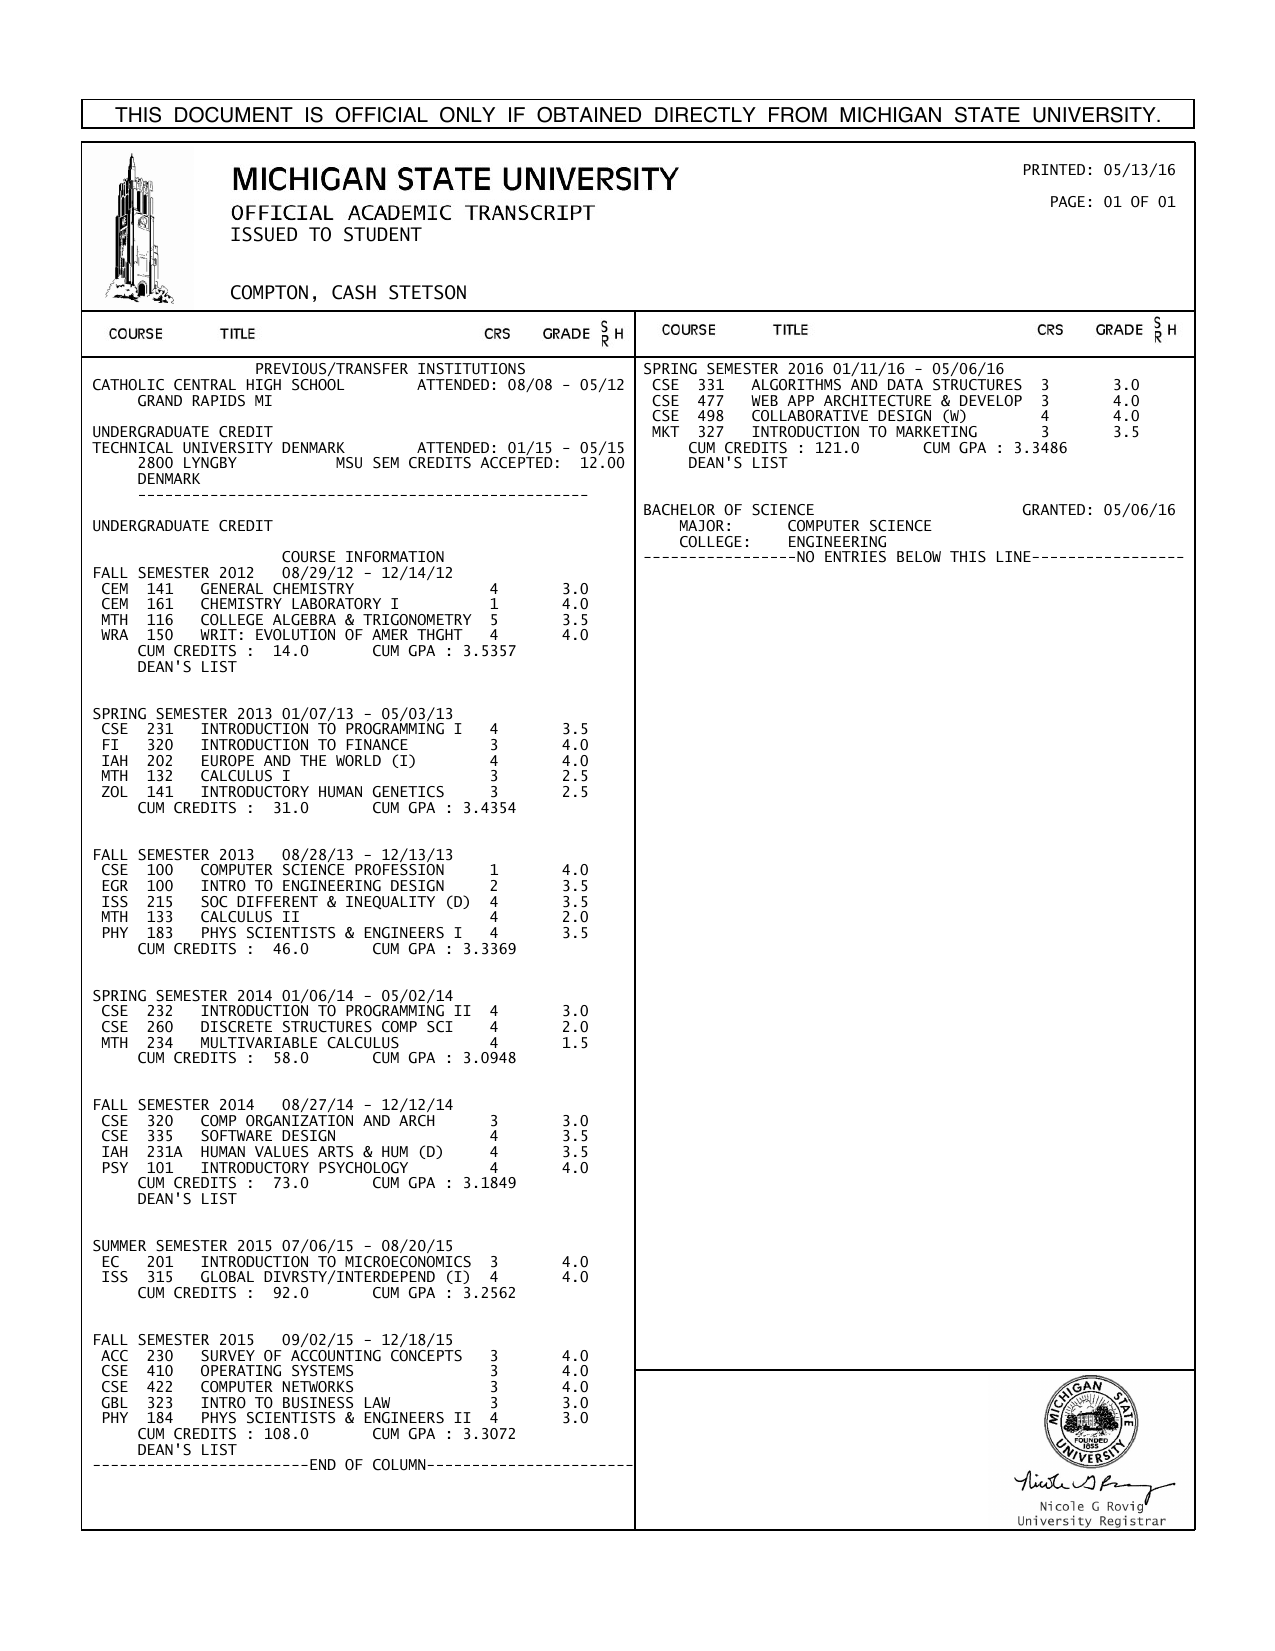 THIS DOCUMENT IS OFFICIAL ONLY IF OBTAINED DIRECTLY FROM MICHIGAN STATE UNIVERSITY.
MICHIGAN STATE UNIVERSITY
OFFICIAL ACADEMIC TRANSCRIPT
ISSUED TO STUDENT
COMPTON, CASH STETSON
PRINTED: 05/13/16
PAGE: 01 OF 01
COURSE TITLE CRS GRADE SR H
PREVIOUS/TRANSFER INSTITUTIONS
CATHOLIC CENTRAL HIGH SCHOOL ATTENDED: 08/08 - 05/12
GRAND RAPIDS MI
UNDERGRADUATE CREDIT
TECHNICAL UNIVERSITY DENMARK ATTENDED: 01/15 - 05/15
2800 LYNGBY MSU SEM CREDITS ACCEPTED: 12.00
DENMARK
--------------------------------------------------
UNDERGRADUATE CREDIT
COURSE INFORMATION
FALL SEMESTER 2012 08/29/12 - 12/14/12
CEM 141 GENERAL CHEMISTRY 4 3.0
CEM 161 CHEMISTRY LABORATORY I 1 4.0
MTH 116 COLLEGE ALGEBRA & TRIGONOMETRY 5 3.5
WRA 150 WRIT: EVOLUTION OF AMER THGHT 4 4.0
CUM CREDITS : 14.0 CUM GPA : 3.5357
DEAN'S LIST
SPRING SEMESTER 2013 01/07/13 - 05/03/13
CSE 231 INTRODUCTION TO PROGRAMMING I 4 3.5
FI 320 INTRODUCTION TO FINANCE 3 4.0
IAH 202 EUROPE AND THE WORLD (I) 4 4.0
MTH 132 CALCULUS I 3 2.5
ZOL 141 INTRODUCTORY HUMAN GENETICS 3 2.5
CUM CREDITS : 31.0 CUM GPA : 3.4354
FALL SEMESTER 2013 08/28/13 - 12/13/13
CSE 100 COMPUTER SCIENCE PROFESSION 1 4.0
EGR 100 INTRO TO ENGINEERING DESIGN 2 3.5
ISS 215 SOC DIFFERENT & INEQUALITY (D) 4 3.5
MTH 133 CALCULUS II 4 2.0
PHY 183 PHYS SCIENTISTS & ENGINEERS I 4 3.5
CUM CREDITS : 46.0 CUM GPA : 3.3369
SPRING SEMESTER 2014 01/06/14 - 05/02/14
CSE 232 INTRODUCTION TO PROGRAMMING II 4 3.0
CSE 260 DISCRETE STRUCTURES COMP SCI 4 2.0
MTH 234 MULTIVARIABLE CALCULUS 4 1.5
CUM CREDITS : 58.0 CUM GPA : 3.0948
FALL SEMESTER 2014 08/27/14 - 12/12/14
CSE 320 COMP ORGANIZATION AND ARCH 3 3.0
CSE 335 SOFTWARE DESIGN 4 3.5
IAH 231A HUMAN VALUES ARTS & HUM (D) 4 3.5
PSY 101 INTRODUCTORY PSYCHOLOGY 4 4.0
CUM CREDITS : 73.0 CUM GPA : 3.1849
DEAN'S LIST
SUMMER SEMESTER 2015 07/06/15 - 08/20/15
EC 201 INTRODUCTION TO MICROECONOMICS 3 4.0
ISS 315 GLOBAL DIVRSTY/INTERDEPEND (I) 4 4.0
CUM CREDITS : 92.0 CUM GPA : 3.2562
FALL SEMESTER 2015 09/02/15 - 12/18/15
ACC 230 SURVEY OF ACCOUNTING CONCEPTS 3 4.0
CSE 410 OPERATING SYSTEMS 3 4.0
CSE 422 COMPUTER NETWORKS 3 4.0
GBL 323 INTRO TO BUSINESS LAW 3 3.0
PHY 184 PHYS SCIENTISTS & ENGINEERS II 4 3.0
CUM CREDITS : 108.0 CUM GPA : 3.3072
DEAN'S LIST
------------------------END OF COLUMN-----------------------
COURSE TITLE CRS GRADE SR H
SPRING SEMESTER 2016 01/11/16 - 05/06/16
CSE 331 ALGORITHMS AND DATA STRUCTURES 3 3.0
CSE 477 WEB APP ARCHITECTURE & DEVELOP 3 4.0
CSE 498 COLLABORATIVE DESIGN (W) 4 4.0
MKT 327 INTRODUCTION TO MARKETING 3 3.5
CUM CREDITS : 121.0 CUM GPA : 3.3486
DEAN'S LIST
BACHELOR OF SCIENCE GRANTED: 05/06/16
MAJOR: COMPUTER SCIENCE
COLLEGE: ENGINEERING
-----------------NO ENTRIES BELOW THIS LINE-----------------
MICHIGAN STATE UNIVERSITY
FOUNDED
1855
Nicole G Rovig
Nicole G Rovig
University Registrar